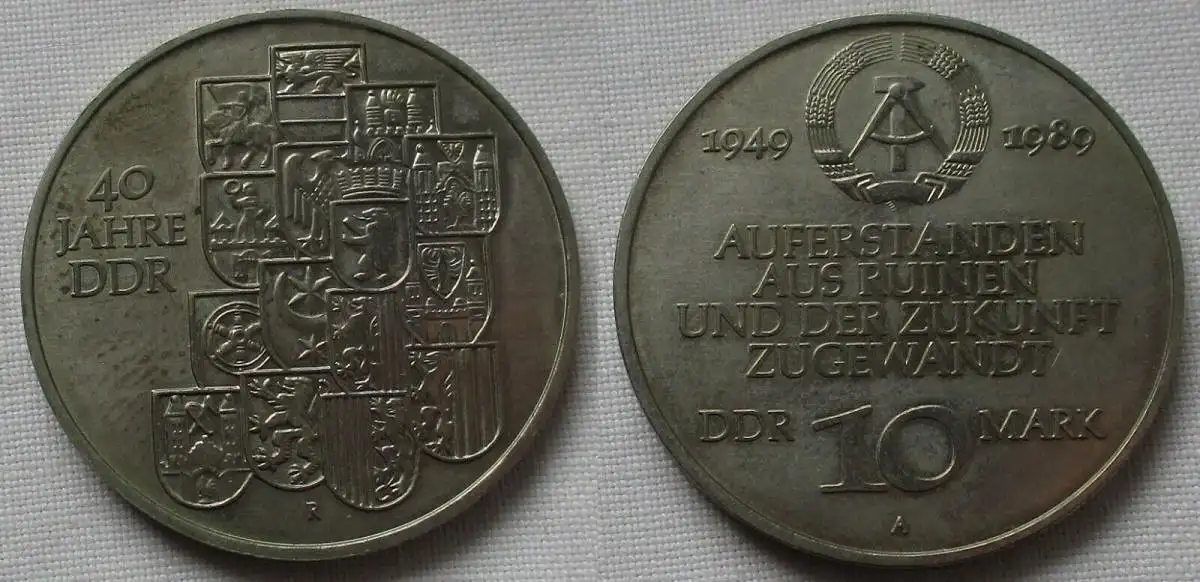 40
JAHRE
DDR
R
1949 1989
AUFERSTANDEN
AUS RUINEN
UND DER ZUKUNFT
ZUGEWANDT
DDR 10 MARK
A